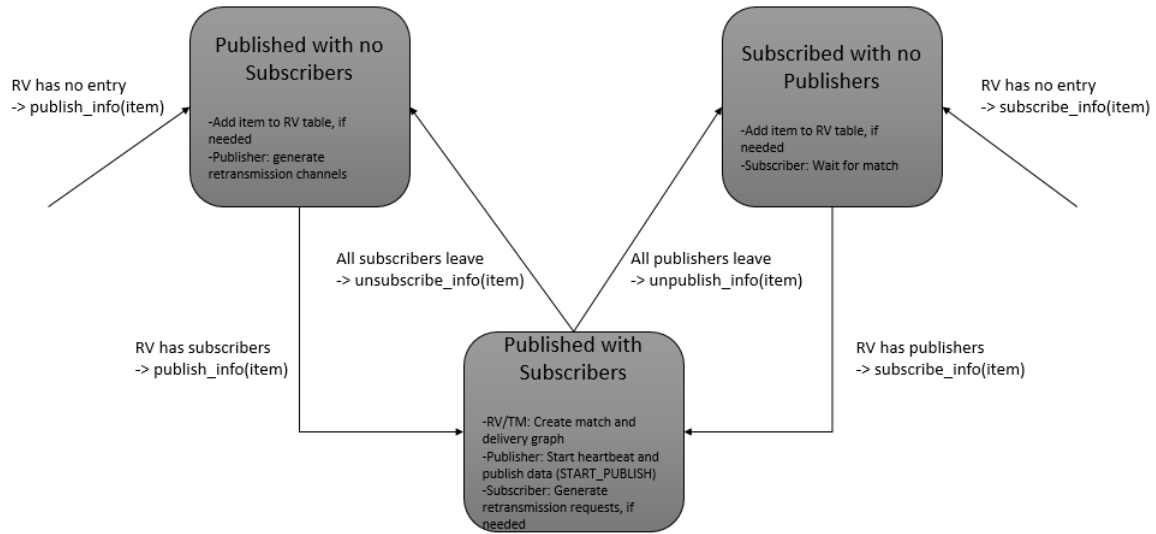 Published with no
Subscribers
-Add item to RV table, if
needed
-Publisher: generate
retransmission channels
Subscribed with no
Publishers
-Add item to RV table, if
needed
-Subscriber: Wait for match
RV has no entry
-> publish_info(item)
RV has no entry
-> subscribe_info(item)
All subscribers leave
-> unsubscribe_info(item)
All publishers leave
-> unpublish_info(item)
RV has subscribers
-> publish_info(item)
RV has publishers
-> subscribe_info(item)
Published with
Subscribers
-RV/TM: Create match and
delivery graph
-Publisher: Start heartbeat and
publish data (START_PUBLISH)
-Subscriber: Generate
retransmission requests, if
needed